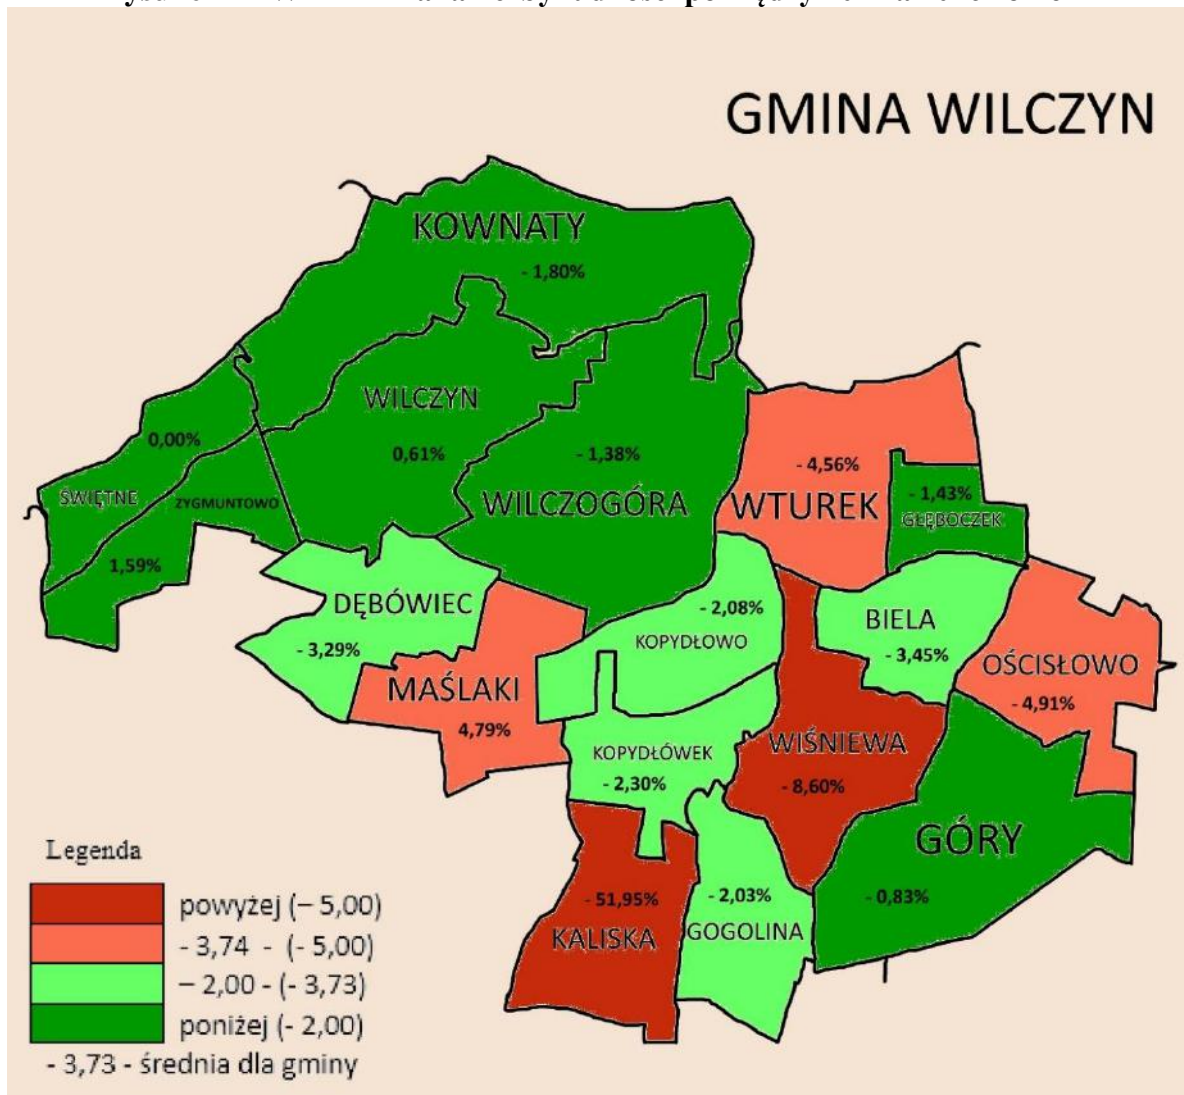 GMINA WILCZYN
KOWNATY
- 1,80%
WILCZYN
0,61%
- 1,38%
WILCZOGÓRA
0,00%
ŚWIĘTNE
ZYGMUNTOWO
1,59%
- 4,56%
WTUREK
- 1,43%
GŁĘBOCZEK
DĘBÓWIEC
- 3,29%
- 2,08%
KOPYDŁOWO
BIELA
- 3,45%
OŚCISŁOWO
- 4,91%
MAŚLAKI
4,79%
KOPYDŁÓWEK
- 2,30%
WIŚNIEWA
- 8,60%
GÓRY
- 0,83%
- 51,95%
KALISKA
- 2,03%
GOGOLINA
Legenda
powyżej (– 5,00)
- 3,74 - (- 5,00)
– 2,00 - (- 3,73)
poniżej (- 2,00)
- 3,73 - średnia dla gminy